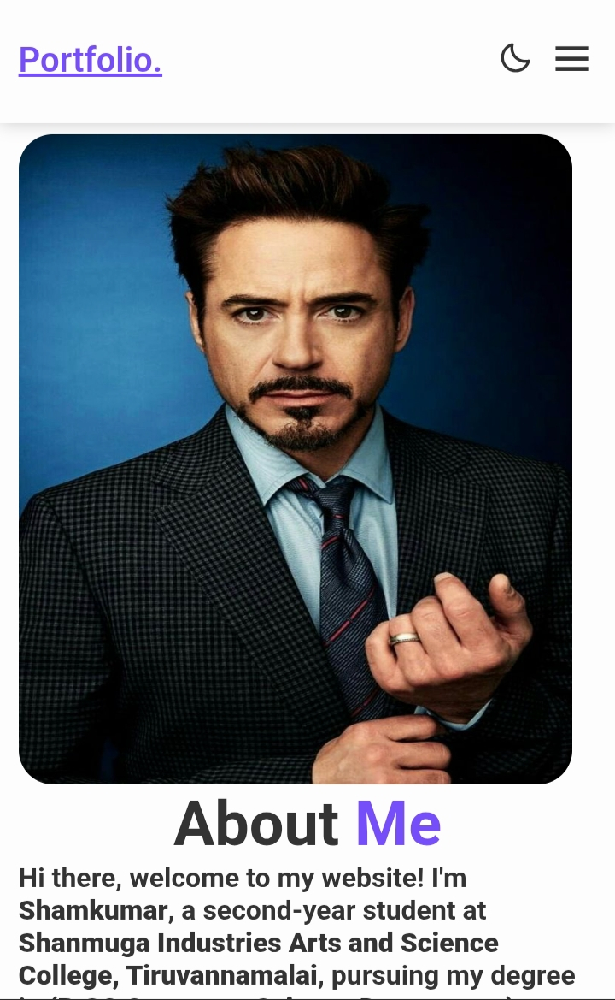 Portfolio.
About Me
Hi there, welcome to my website! I'm
Shamkumar, a second-year student at
Shanmuga Industries Arts and Science
College, Tiruvannamalai, pursuing my degree